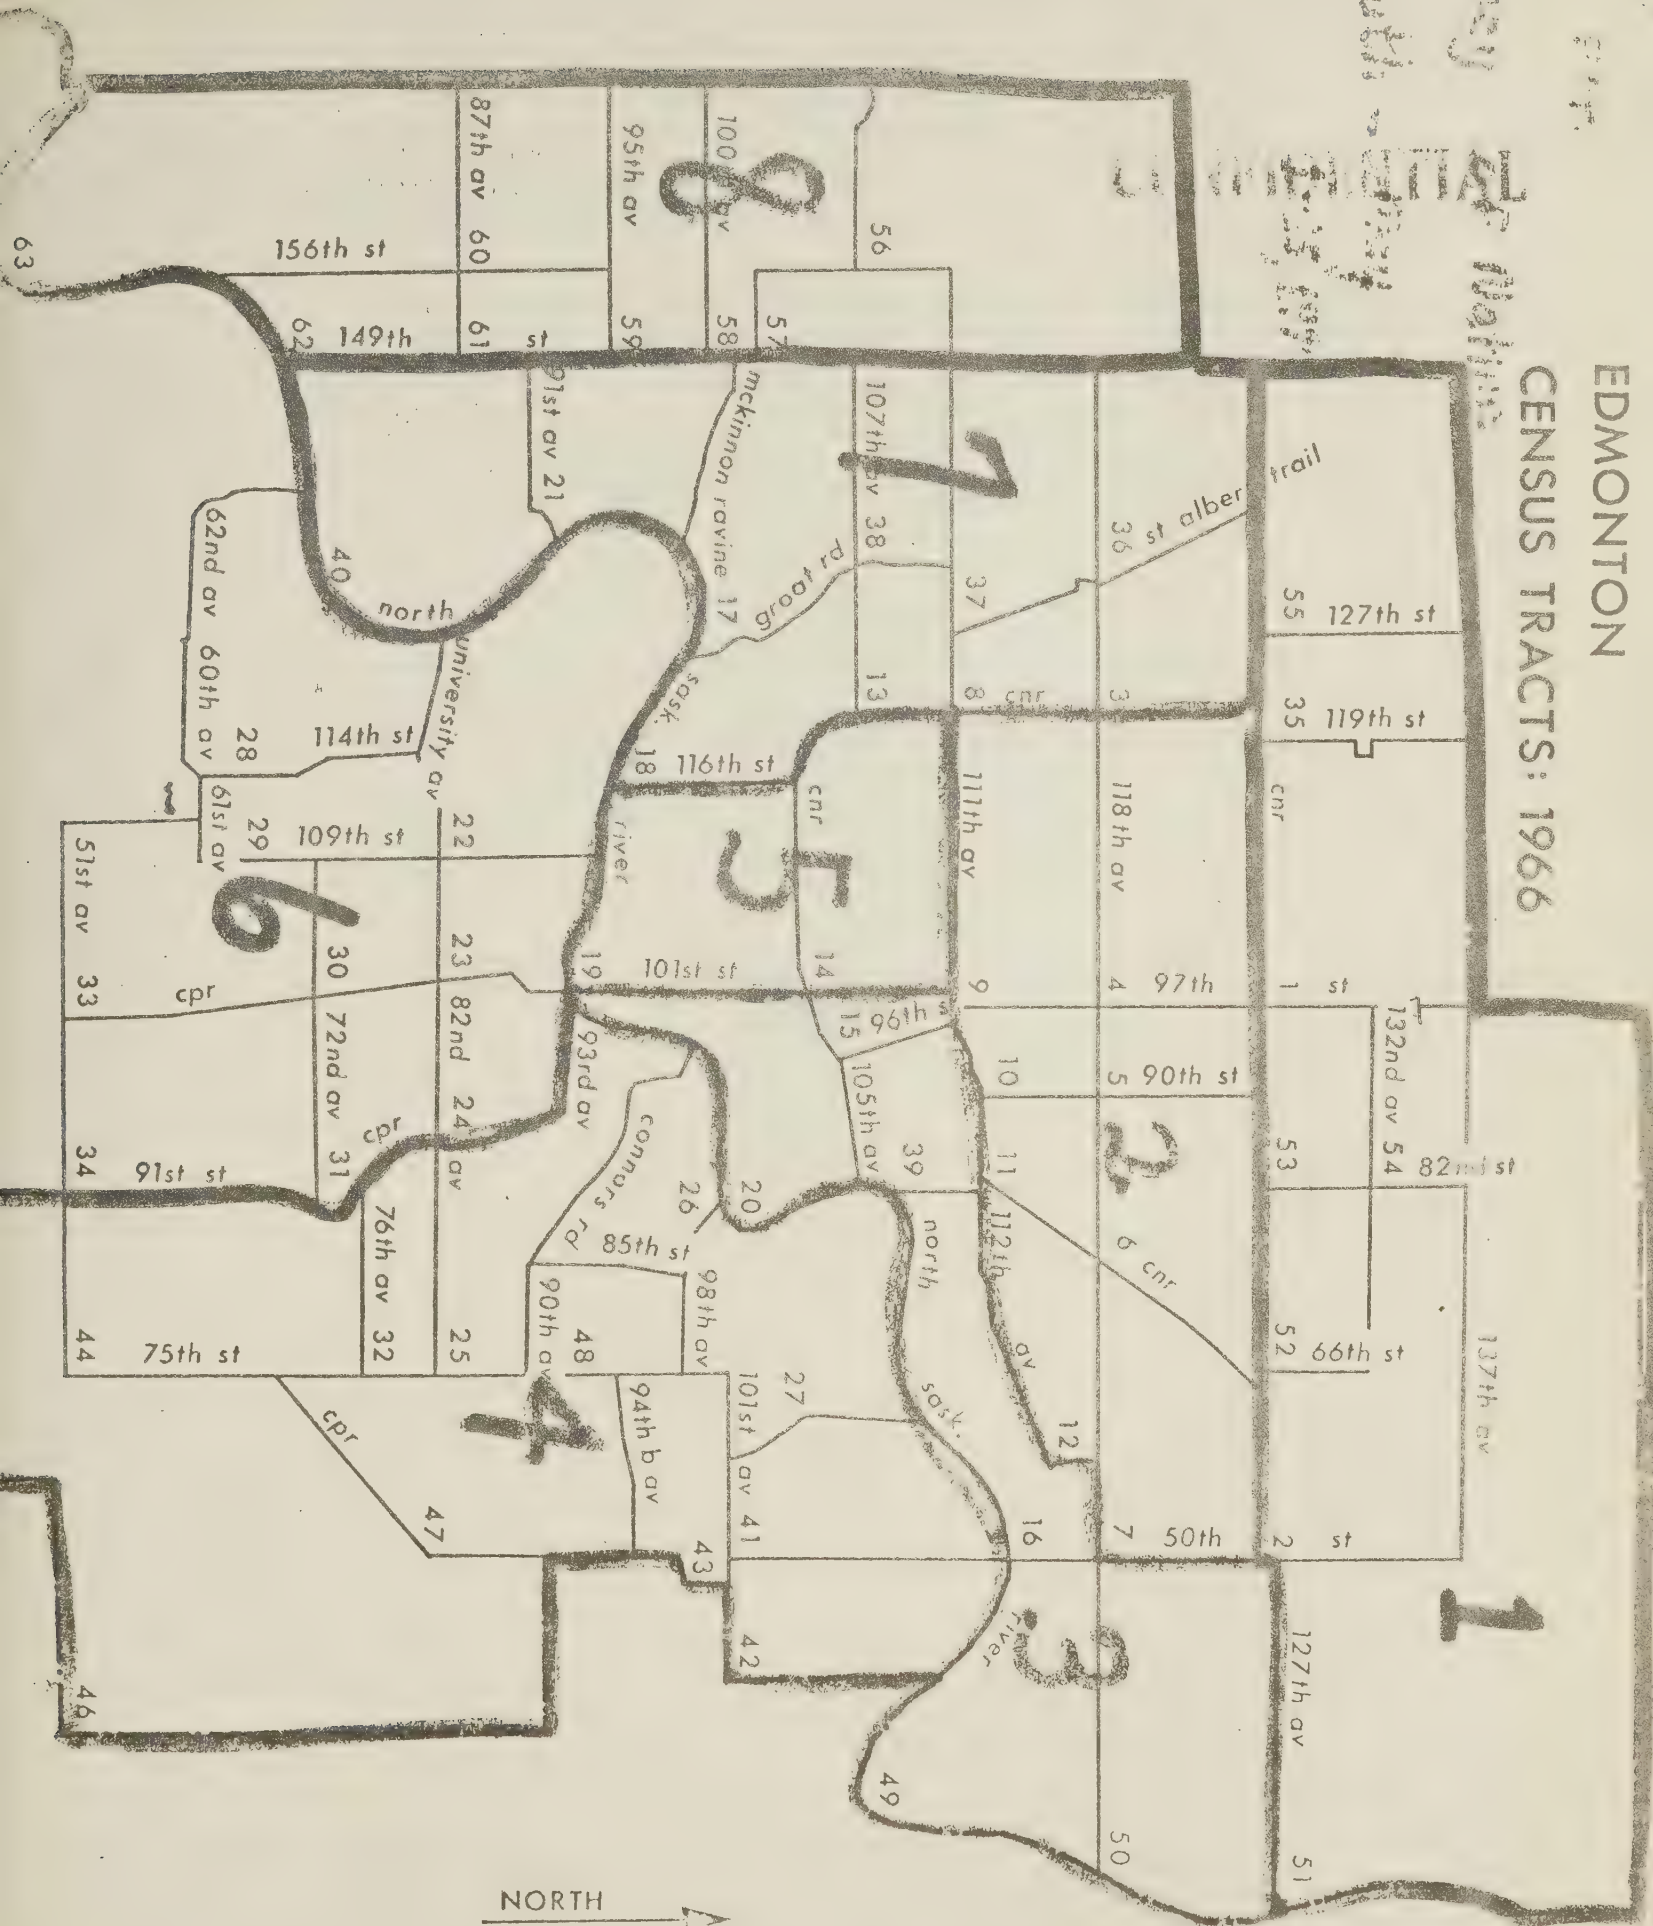 EDMONTON
CENSUS TRACTS: 1966
137th av
1
51
127th av
2
st
50th
7
16
12
52
66th st
132nd av
54
82nd st
53
1
st
97th
4
9
35
119th st
55
127th st
trail
st albert
36
cnr
118th av
3
cnr
8
37
7
111th av
90th st
5
10
2
11
6
cnr
112th
av
3
50
49
river
sask.
north
39
105th av
96th
15
14
101st st
19
cnr
5
116th st
18
13
107th av
38
groat rd
17
mckinnon ravine
91st av
21
sask.
river
56
57
100 av
58
8
95th av
59
87th av
60
61
st
149th
62
156th st
63
40
north
university av
62nd av
60th av
28
114th st
61st av
29
109th st
22
6
51st av
33
cpr
30
72nd av
31
23
82nd
24
av
93rd av
connors rd
26
20
85th st
98th av
27
101st
av
41
42
43
48
90th av
94th b av
4
25
76th av
32
cpr
91st st
34
44
75th st
cpr
47
46
NORTH